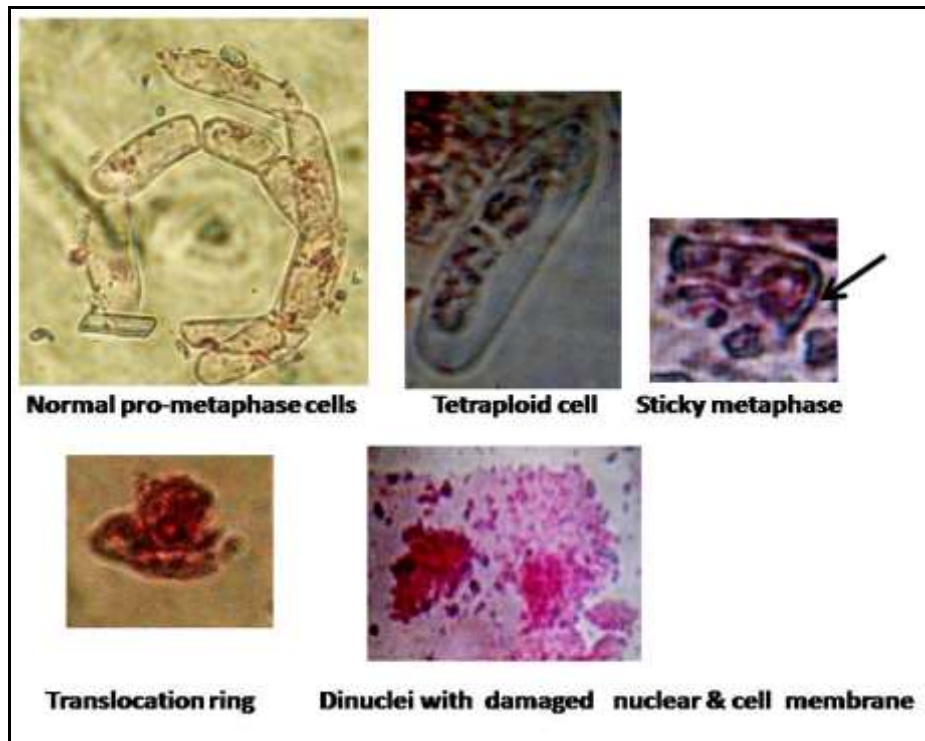 Normal pro-metaphase cells
Tetraploid cell
Sticky metaphase
Translocation ring
Dinuclei with damaged nuclear & cell membrane